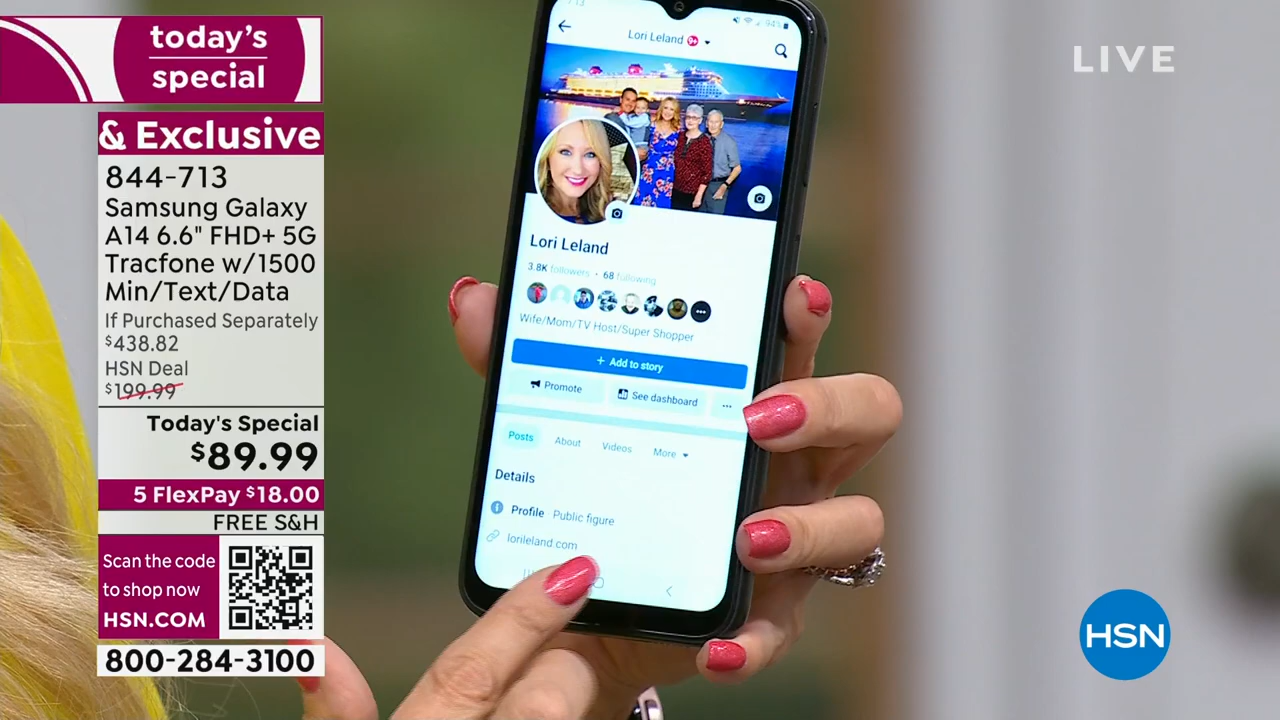 today's
special
& Exclusive
844-713
Samsung Galaxy
A14 6.6" FHD+ 5G
Tracfone w/1500
Min/Text/Data
If Purchased Separately
$438.82
HSN Deal
$199.99
Today's Special
$89.99
5 FlexPay $18.00
FREE S&H
Scan the code
to shop now
HSN.COM
800-284-3100
94%
Lori Leland 9+
Lori Leland
3.8K followers • 68 following
Wife/Mom/TV Host/Super Shopper
+ Add to story
Promote
See dashboard
Posts
About
Videos
More
Details
Profile · Public figure
lorileland.com
LIVE
HSN